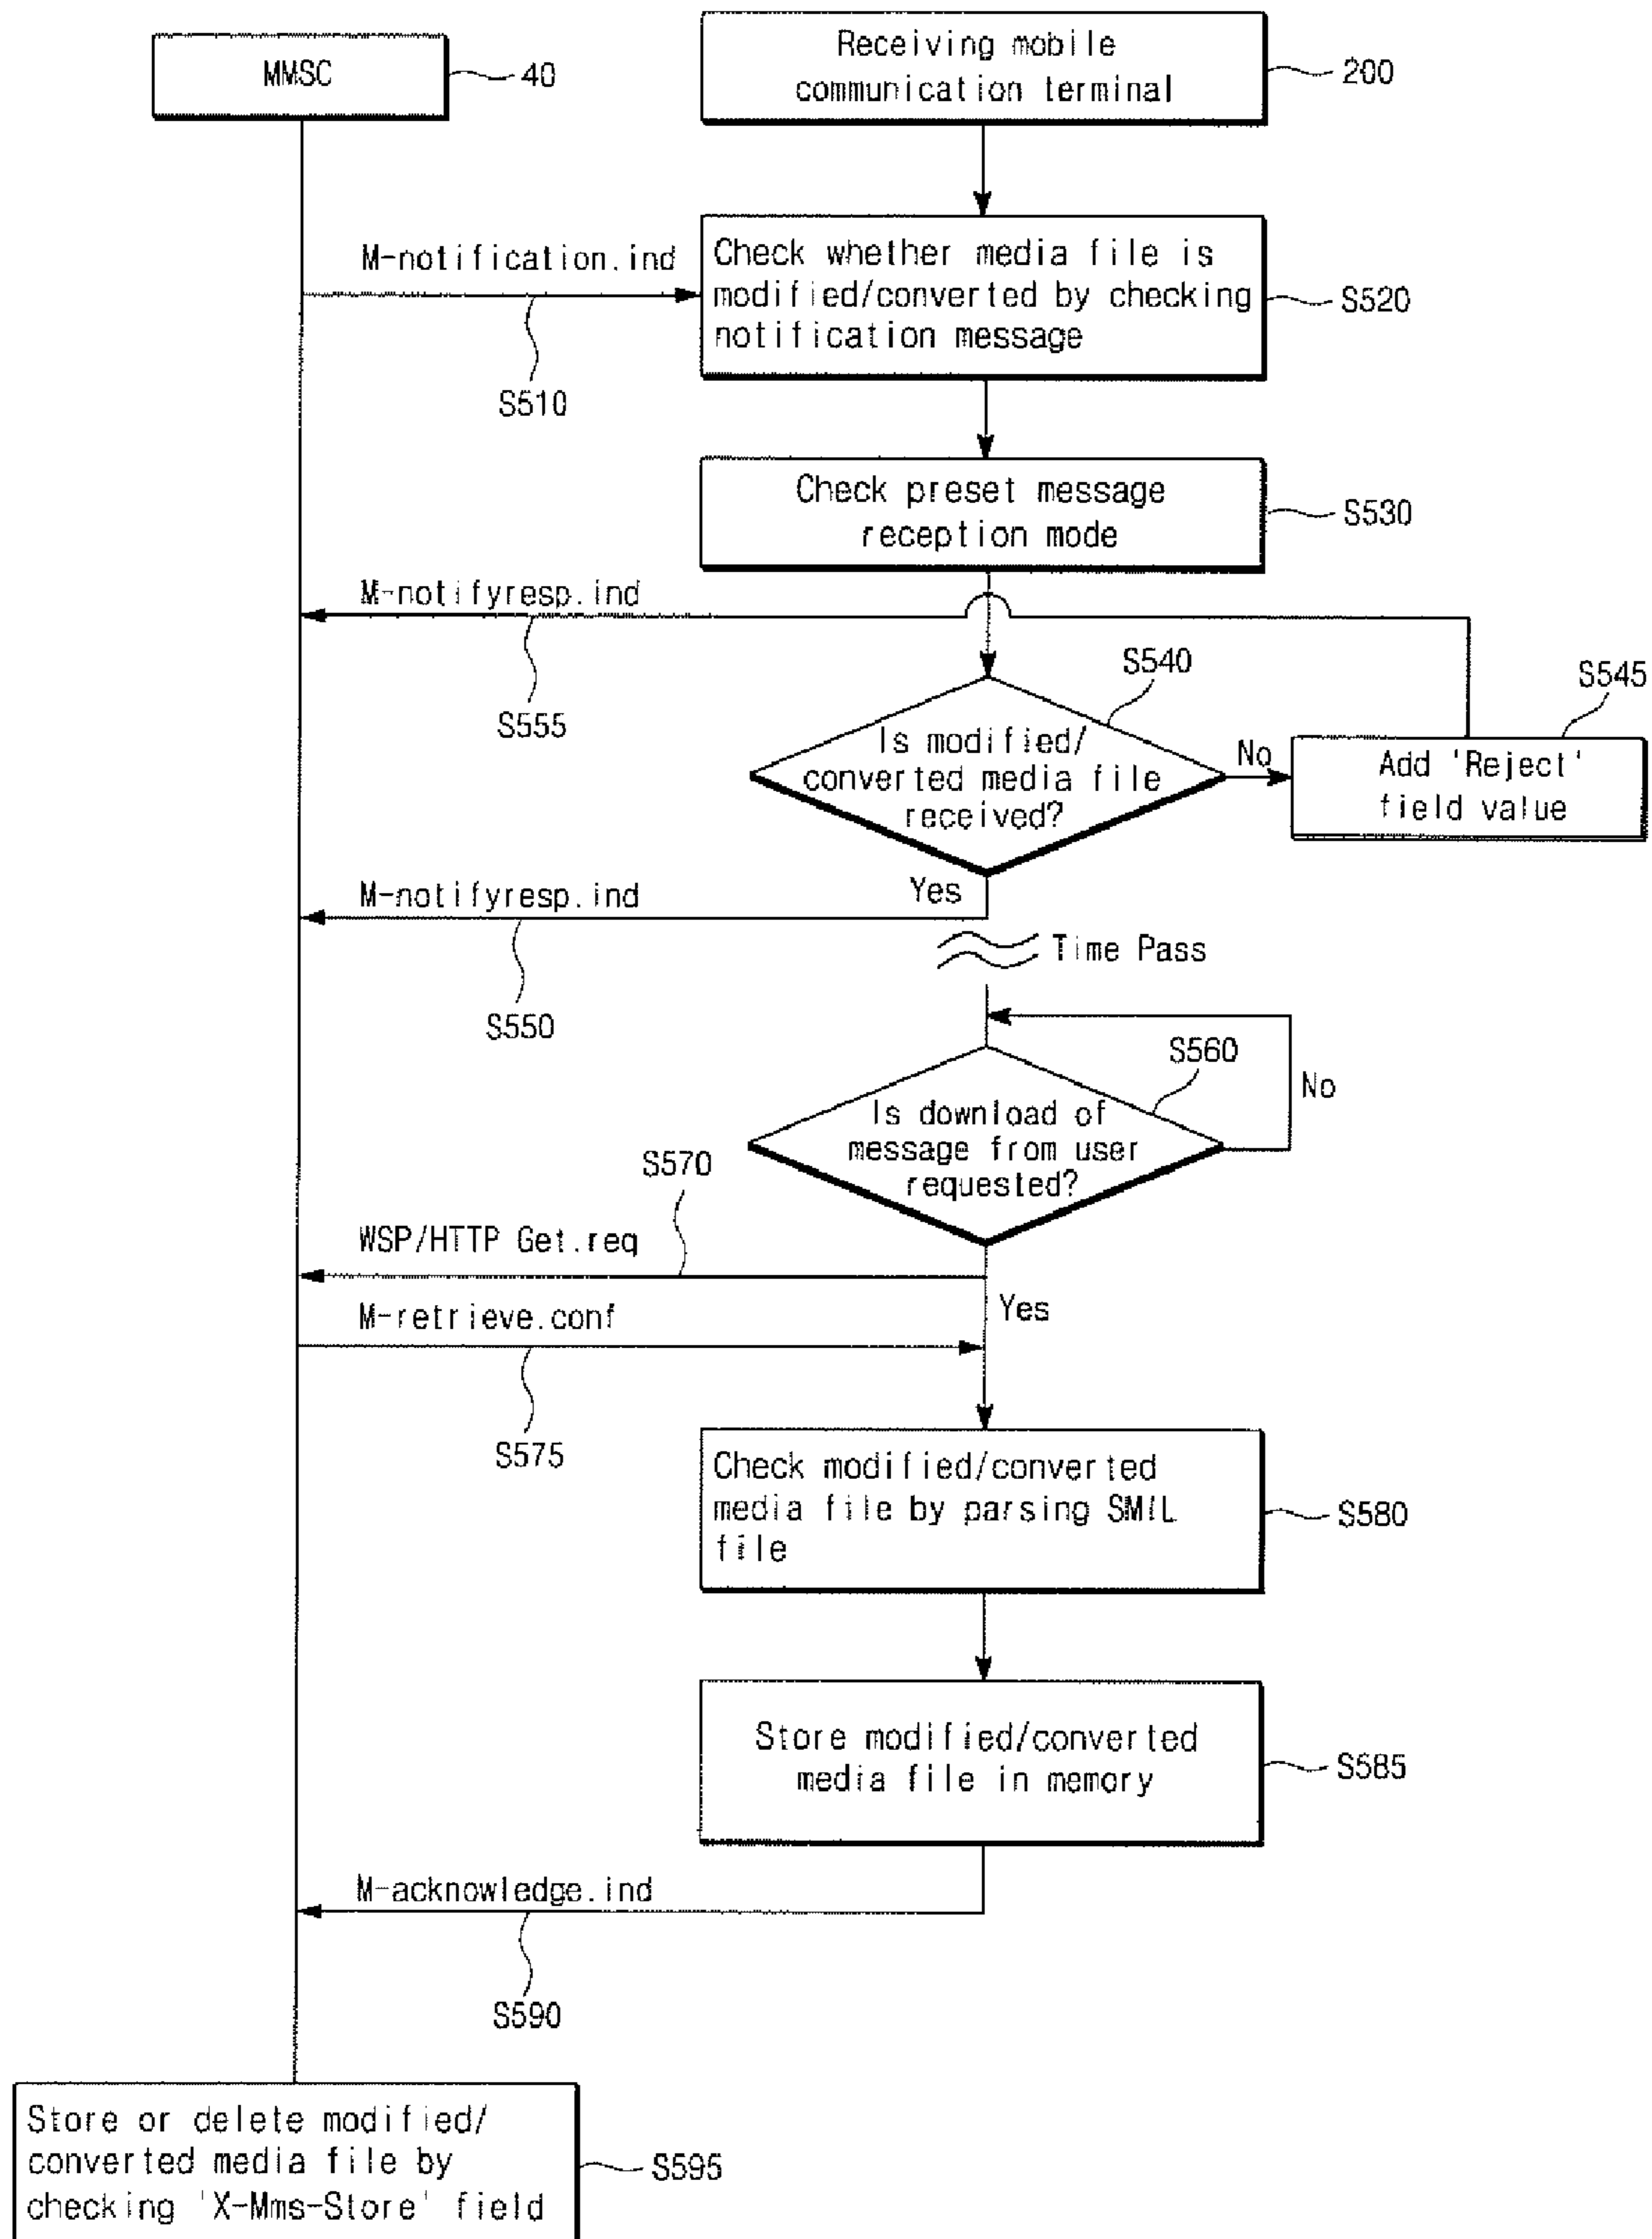 MMSC
40
Receiving mobile
communication terminal
200
M-notification.ind
S510
Check whether media file is
modified/converted by checking
notification message
S520
Check preset message
reception mode
S530
M-notifyresp.ind
S555
S540
Is modified/
converted media file
received?
No
S545
Add 'Reject'
field value
Yes
M-notifyresp.ind
S550
Time Pass
S560
Is download of
message from user
requested?
No
S570
WSP/HTTP Get.req
Yes
M-retrieve.conf
S575
Check modified/converted
media file by parsing SMIL
file
S580
Store modified/converted
media file in memory
S585
M-acknowledge.ind
S590
Store or delete modified/
converted media file by
checking 'X-Mms-Store' field
S595